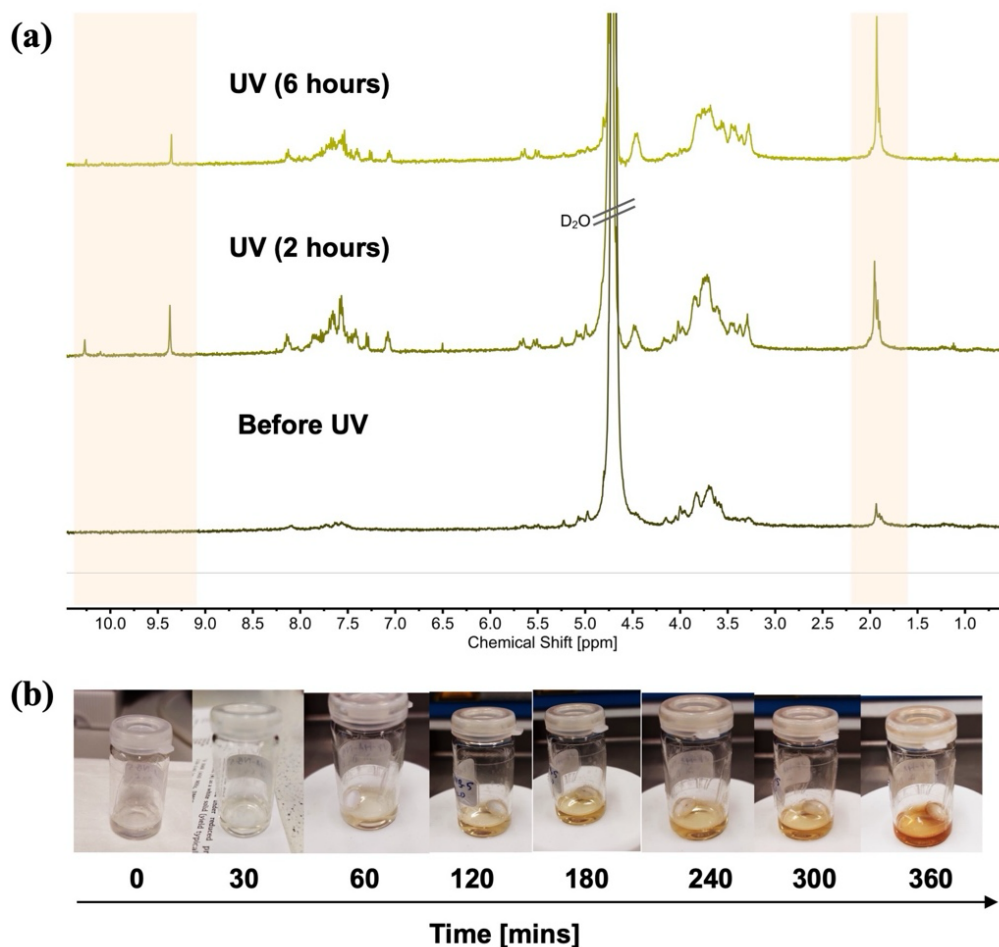 (a)
UV (6 hours)
D₂O
UV (2 hours)
Before UV
10.0 9.5 9.0 8.5 8.0 7.5 7.0 6.5 6.0 5.5 5.0 4.5 4.0 3.5 3.0 2.5 2.0 1.5 1.0
Chemical Shift [ppm]
(b)
0 30 60 120 180 240 300 360
Time [mins]